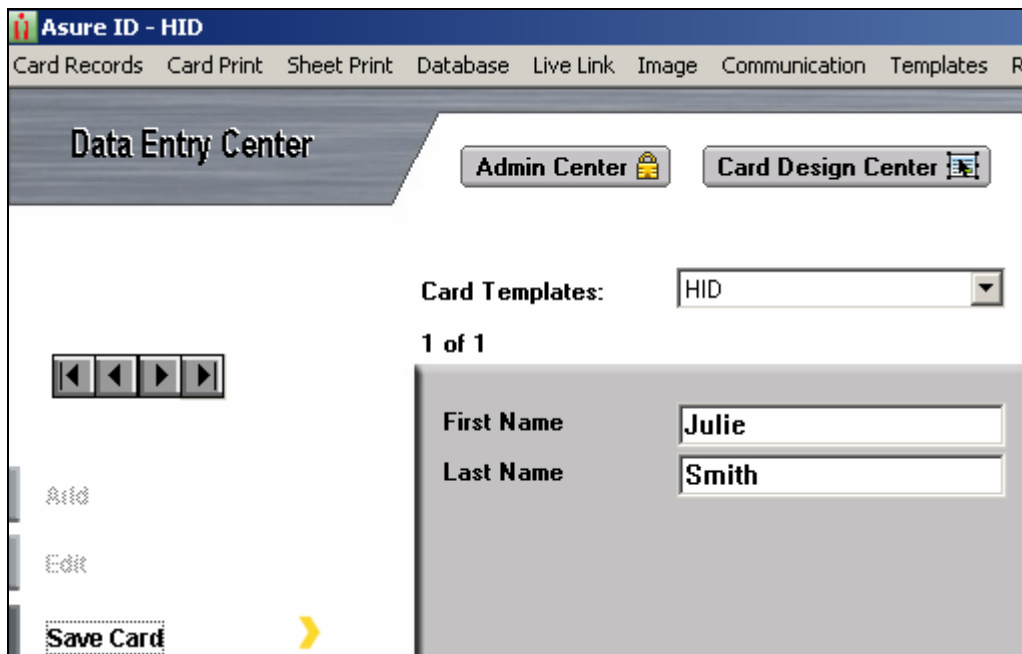 Asure ID - HID
Card Records Card Print Sheet Print Database Live Link Image Communication Templates R
Data Entry Center
Admin Center
Card Design Center
Card Templates: HID
1 of 1
First Name Julie
Last Name Smith
Add
Edit
Save Card